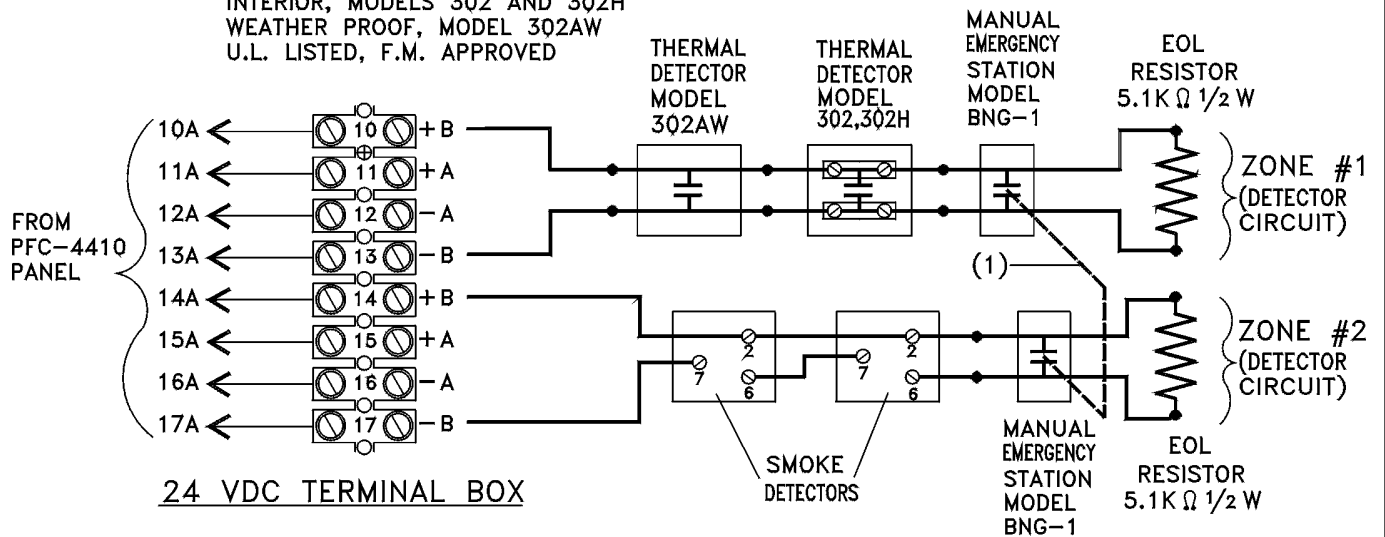 INTERIOR, MODELS 302 AND 302H
WEATHER PROOF, MODEL 302AW
U.L. LISTED, F.M. APPROVED
THERMAL
DETECTOR
MODEL
302AW
THERMAL
DETECTOR
MODEL
302,302H
MANUAL
EMERGENCY
STATION
MODEL
BNG-1
EOL
RESISTOR
5.1K Ω 1/2 W
FROM
PFC-4410
PANEL
10A 10 +B
11A 11 +A
12A 12 -A
13A 13 -B
14A 14 +B
15A 15 +A
16A 16 -A
17A 17 -B
24 VDC TERMINAL BOX
ZONE #1
(DETECTOR
CIRCUIT)
(1)
2
7
6
2
7
6
SMOKE
DETECTORS
ZONE #2
(DETECTOR
CIRCUIT)
MANUAL
EMERGENCY
STATION
MODEL
BNG-1
EOL
RESISTOR
5.1K Ω 1/2 W